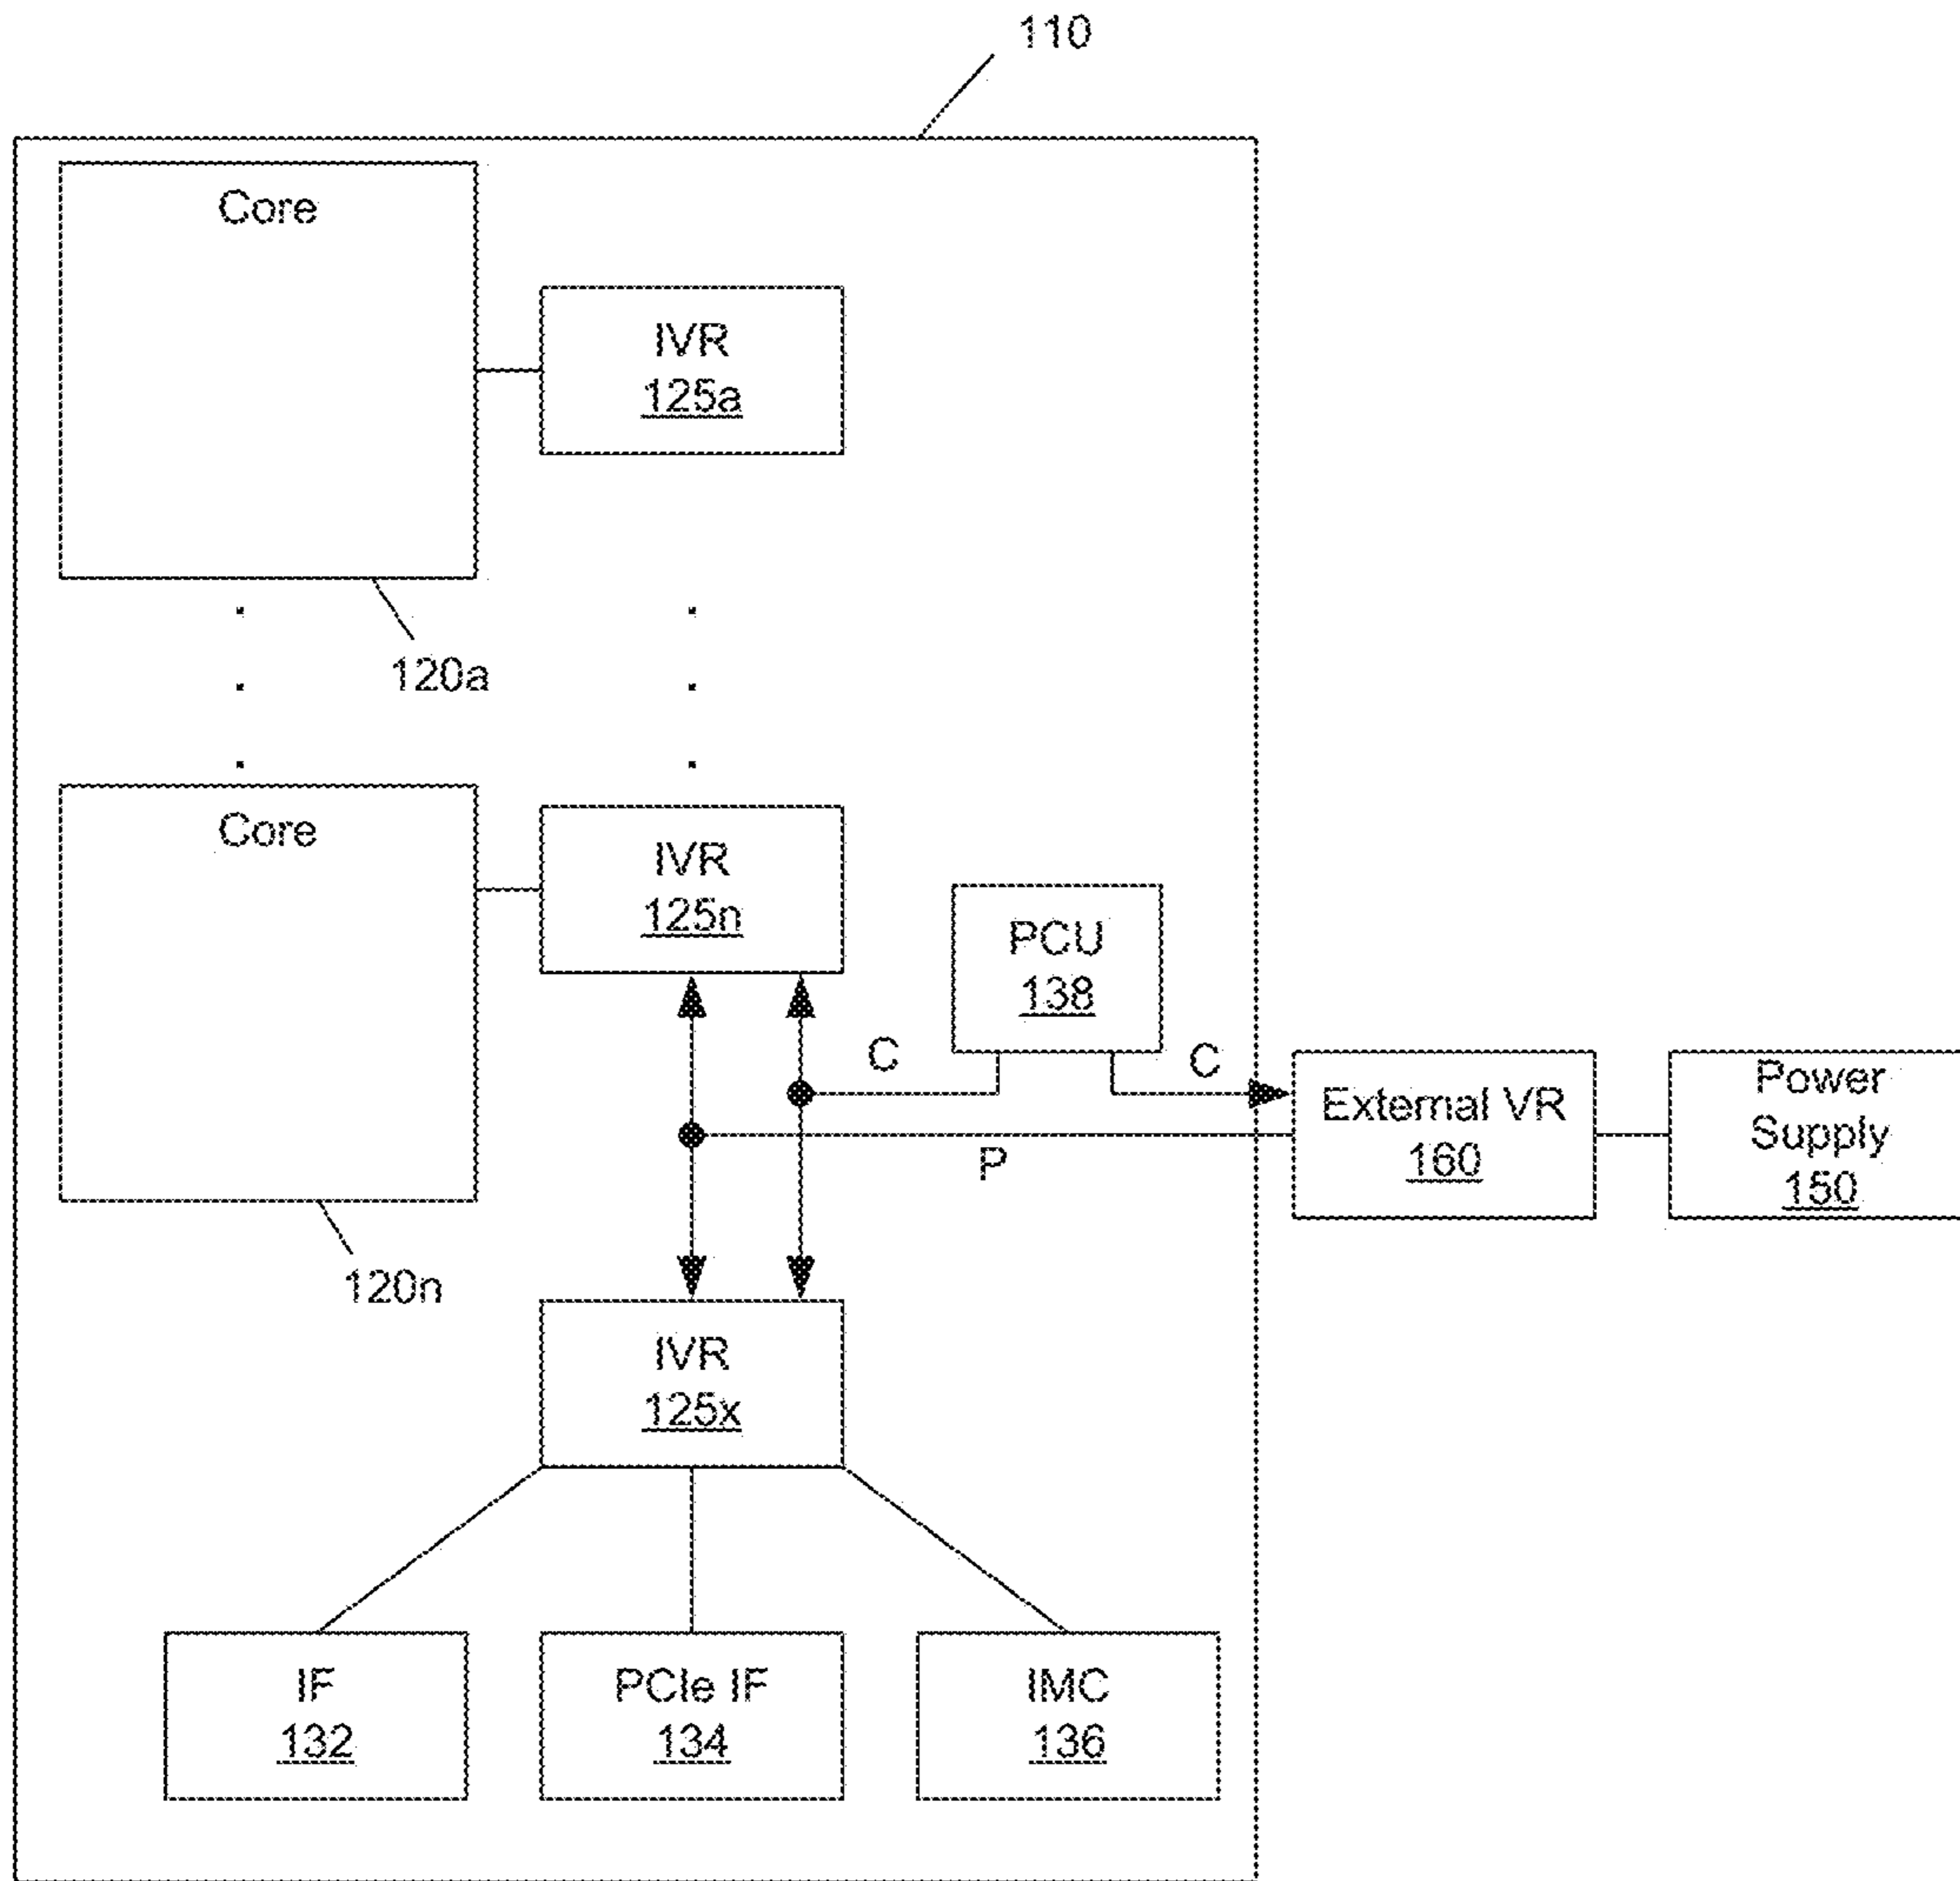 110
Core
IVR
125a
120a
Core
IVR
125n
PCU
138
C
C
External VR
160
Power
Supply
150
P
120n
IVR
125x
IF
132
PCIe IF
134
IMC
136